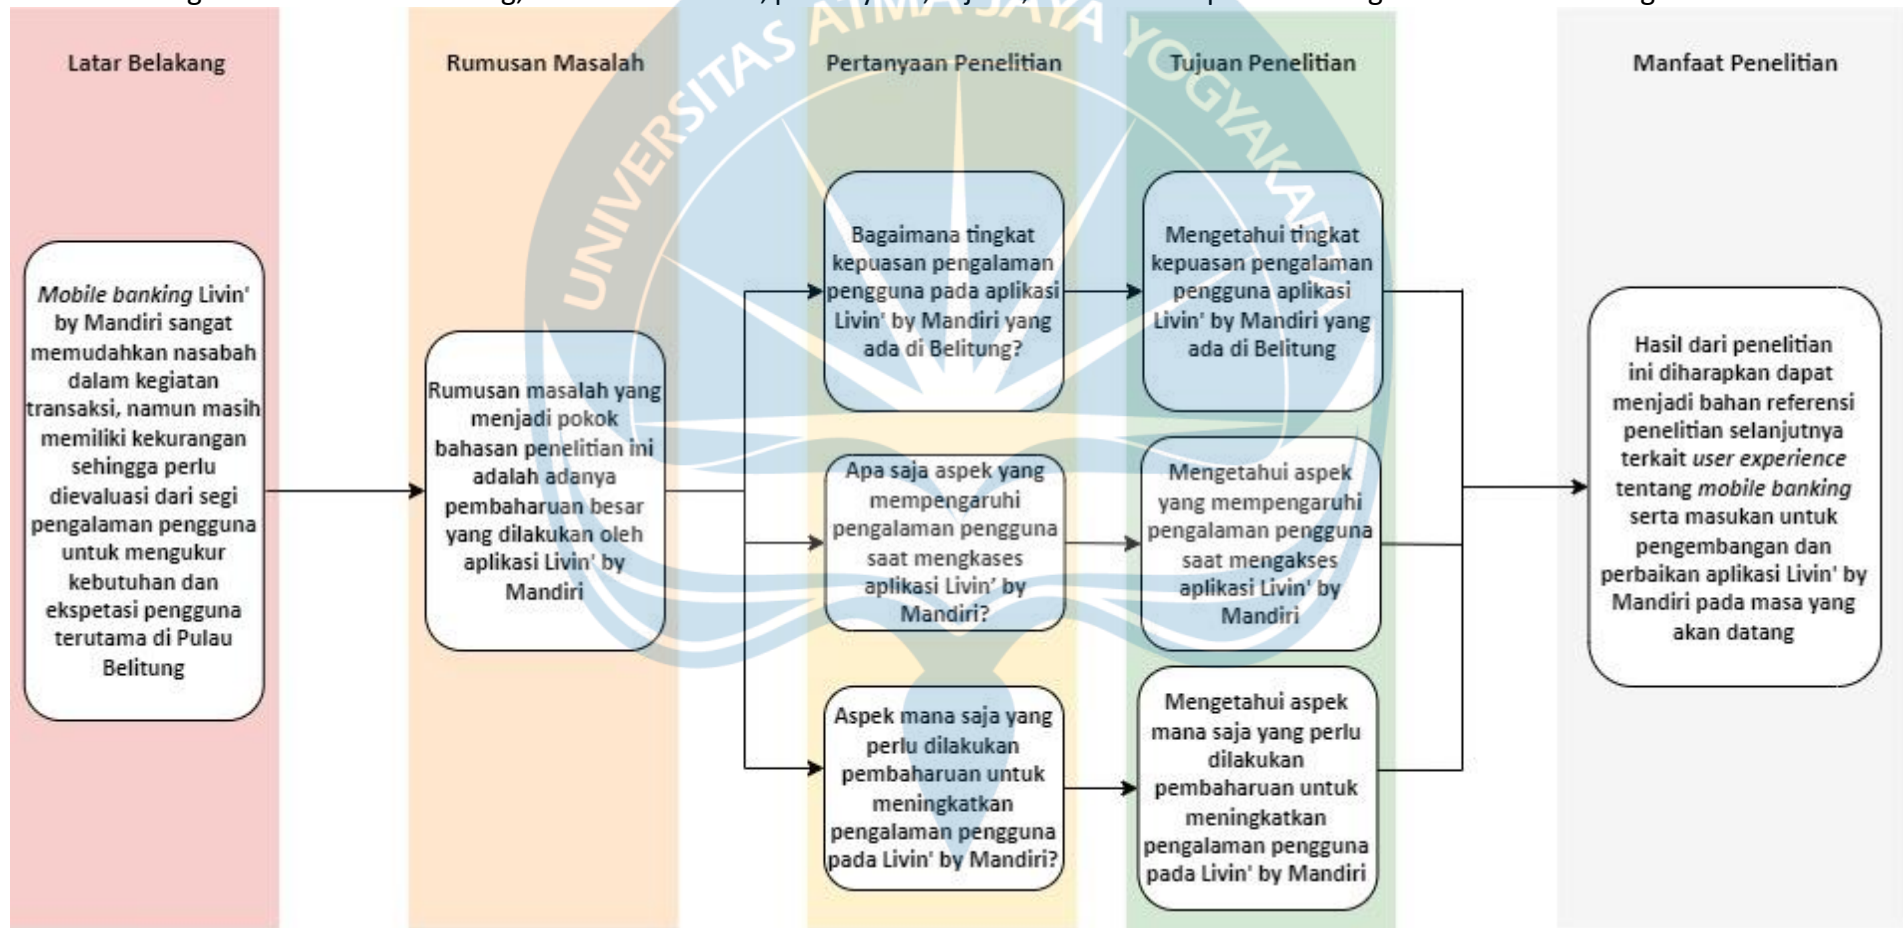 Latar Belakang
Rumusan Masalah
Pertanyaan Penelitian
Tujuan Penelitian
Manfaat Penelitian
UNIVERSITAS ATMA JAYA YOGYAKARTA
Mobile banking Livin'
by Mandiri sangat
memudahkan nasabah
dalam kegiatan
transaksi, namun masih
memiliki kekurangan
sehingga perlu
dievaluasi dari segi
pengalaman pengguna
untuk mengukur
kebutuhan dan
ekspetasi pengguna
terutama di Pulau
Belitung
Rumusan masalah yang
menjadi pokok
bahasan penelitian ini
adalah adanya
pembaharuan besar
yang dilakukan oleh
aplikasi Livin' by
Mandiri
Bagaimana tingkat
kepuasan pengalaman
pengguna pada aplikasi
Livin' by Mandiri yang
ada di Belitung?
Apa saja aspek yang
mempengaruhi
pengalaman pengguna
saat mengkases
aplikasi Livin’ by
Mandiri?
Aspek mana saja yang
perlu dilakukan
pembaharuan untuk
meningkatkan
pengalaman pengguna
pada Livin' by Mandiri?
Mengetahui tingkat
kepuasan pengalaman
pengguna aplikasi
Livin' by Mandiri yang
ada di Belitung
Mengetahui aspek
yang mempengaruhi
pengalaman pengguna
saat mengakses
aplikasi Livin' by
Mandiri
Mengetahui aspek
mana saja yang perlu
dilakukan
pembaharuan untuk
meningkatkan
pengalaman pengguna
pada Livin' by Mandiri
Hasil dari penelitian
ini diharapkan dapat
menjadi bahan referensi
penelitian selanjutnya
terkait user experience
tentang mobile banking
serta masukan untuk
pengembangan dan
perbaikan aplikasi Livin' by
Mandiri pada masa yang
akan datang